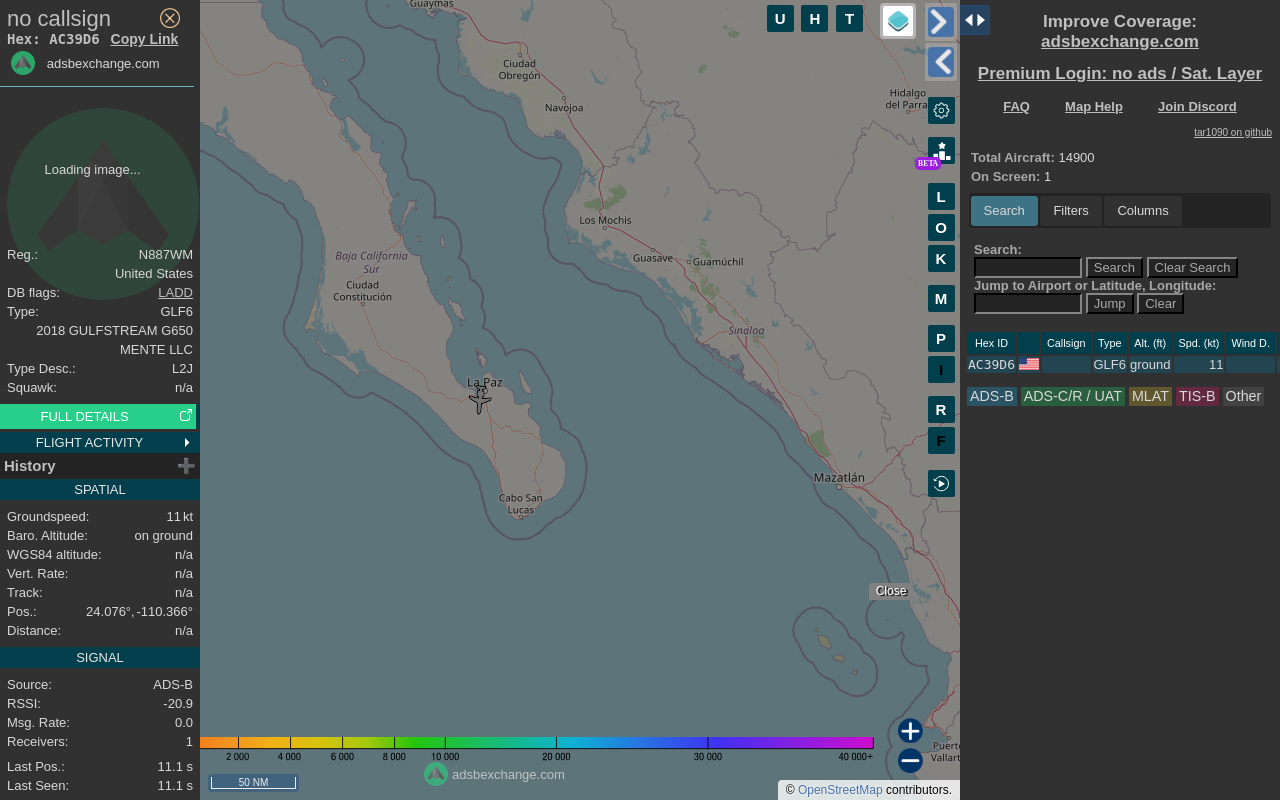 no callsign
Hex: AC39D6 Copy Link
adsbexchange.com
Loading image...
Reg.: N887WM
United States
DB flags: LADD
Type: GLF6
2018 GULFSTREAM G650
MENTE LLC
Type Desc.: L2J
Squawk: n/a
FULL DETAILS
FLIGHT ACTIVITY
History
SPATIAL
Groundspeed: 11 kt
Baro. Altitude: on ground
WGS84 altitude: n/a
Vert. Rate: n/a
Track: n/a
Pos.: 24.076°, -110.366°
Distance: n/a
SIGNAL
Source: ADS-B
RSSI: -20.9
Msg. Rate: 0.0
Receivers: 1
Last Pos.: 11.1 s
Last Seen: 11.1 s
Guaymas
Ciudad
Obregón
Navojoa
Hidalgo
del Parra
Los Mochis
Guasave
Guamúchil
Baja California
Sur
Ciudad
Constitución
Sinaloa
La Paz
Mazatlán
Cabo San
Lucas
Puerto
Vallart
U H T
BETA
L
O
K
M
P
I
R
F
Close
2 000 4 000 6 000 8 000 10 000 20 000 30 000 40 000+
50 NM
adsbexchange.com
© OpenStreetMap contributors.
Improve Coverage:
adsbexchange.com
Premium Login: no ads / Sat. Layer
FAQ Map Help Join Discord
tar1090 on github
Total Aircraft: 14900
On Screen: 1
Search Filters Columns
Search:
Search Clear Search
Jump to Airport or Latitude, Longitude:
Jump Clear
Hex ID Callsign Type Alt. (ft) Spd. (kt) Wind D.
AC39D6 GLF6 ground 11
ADS-B ADS-C/R / UAT MLAT TIS-B Other